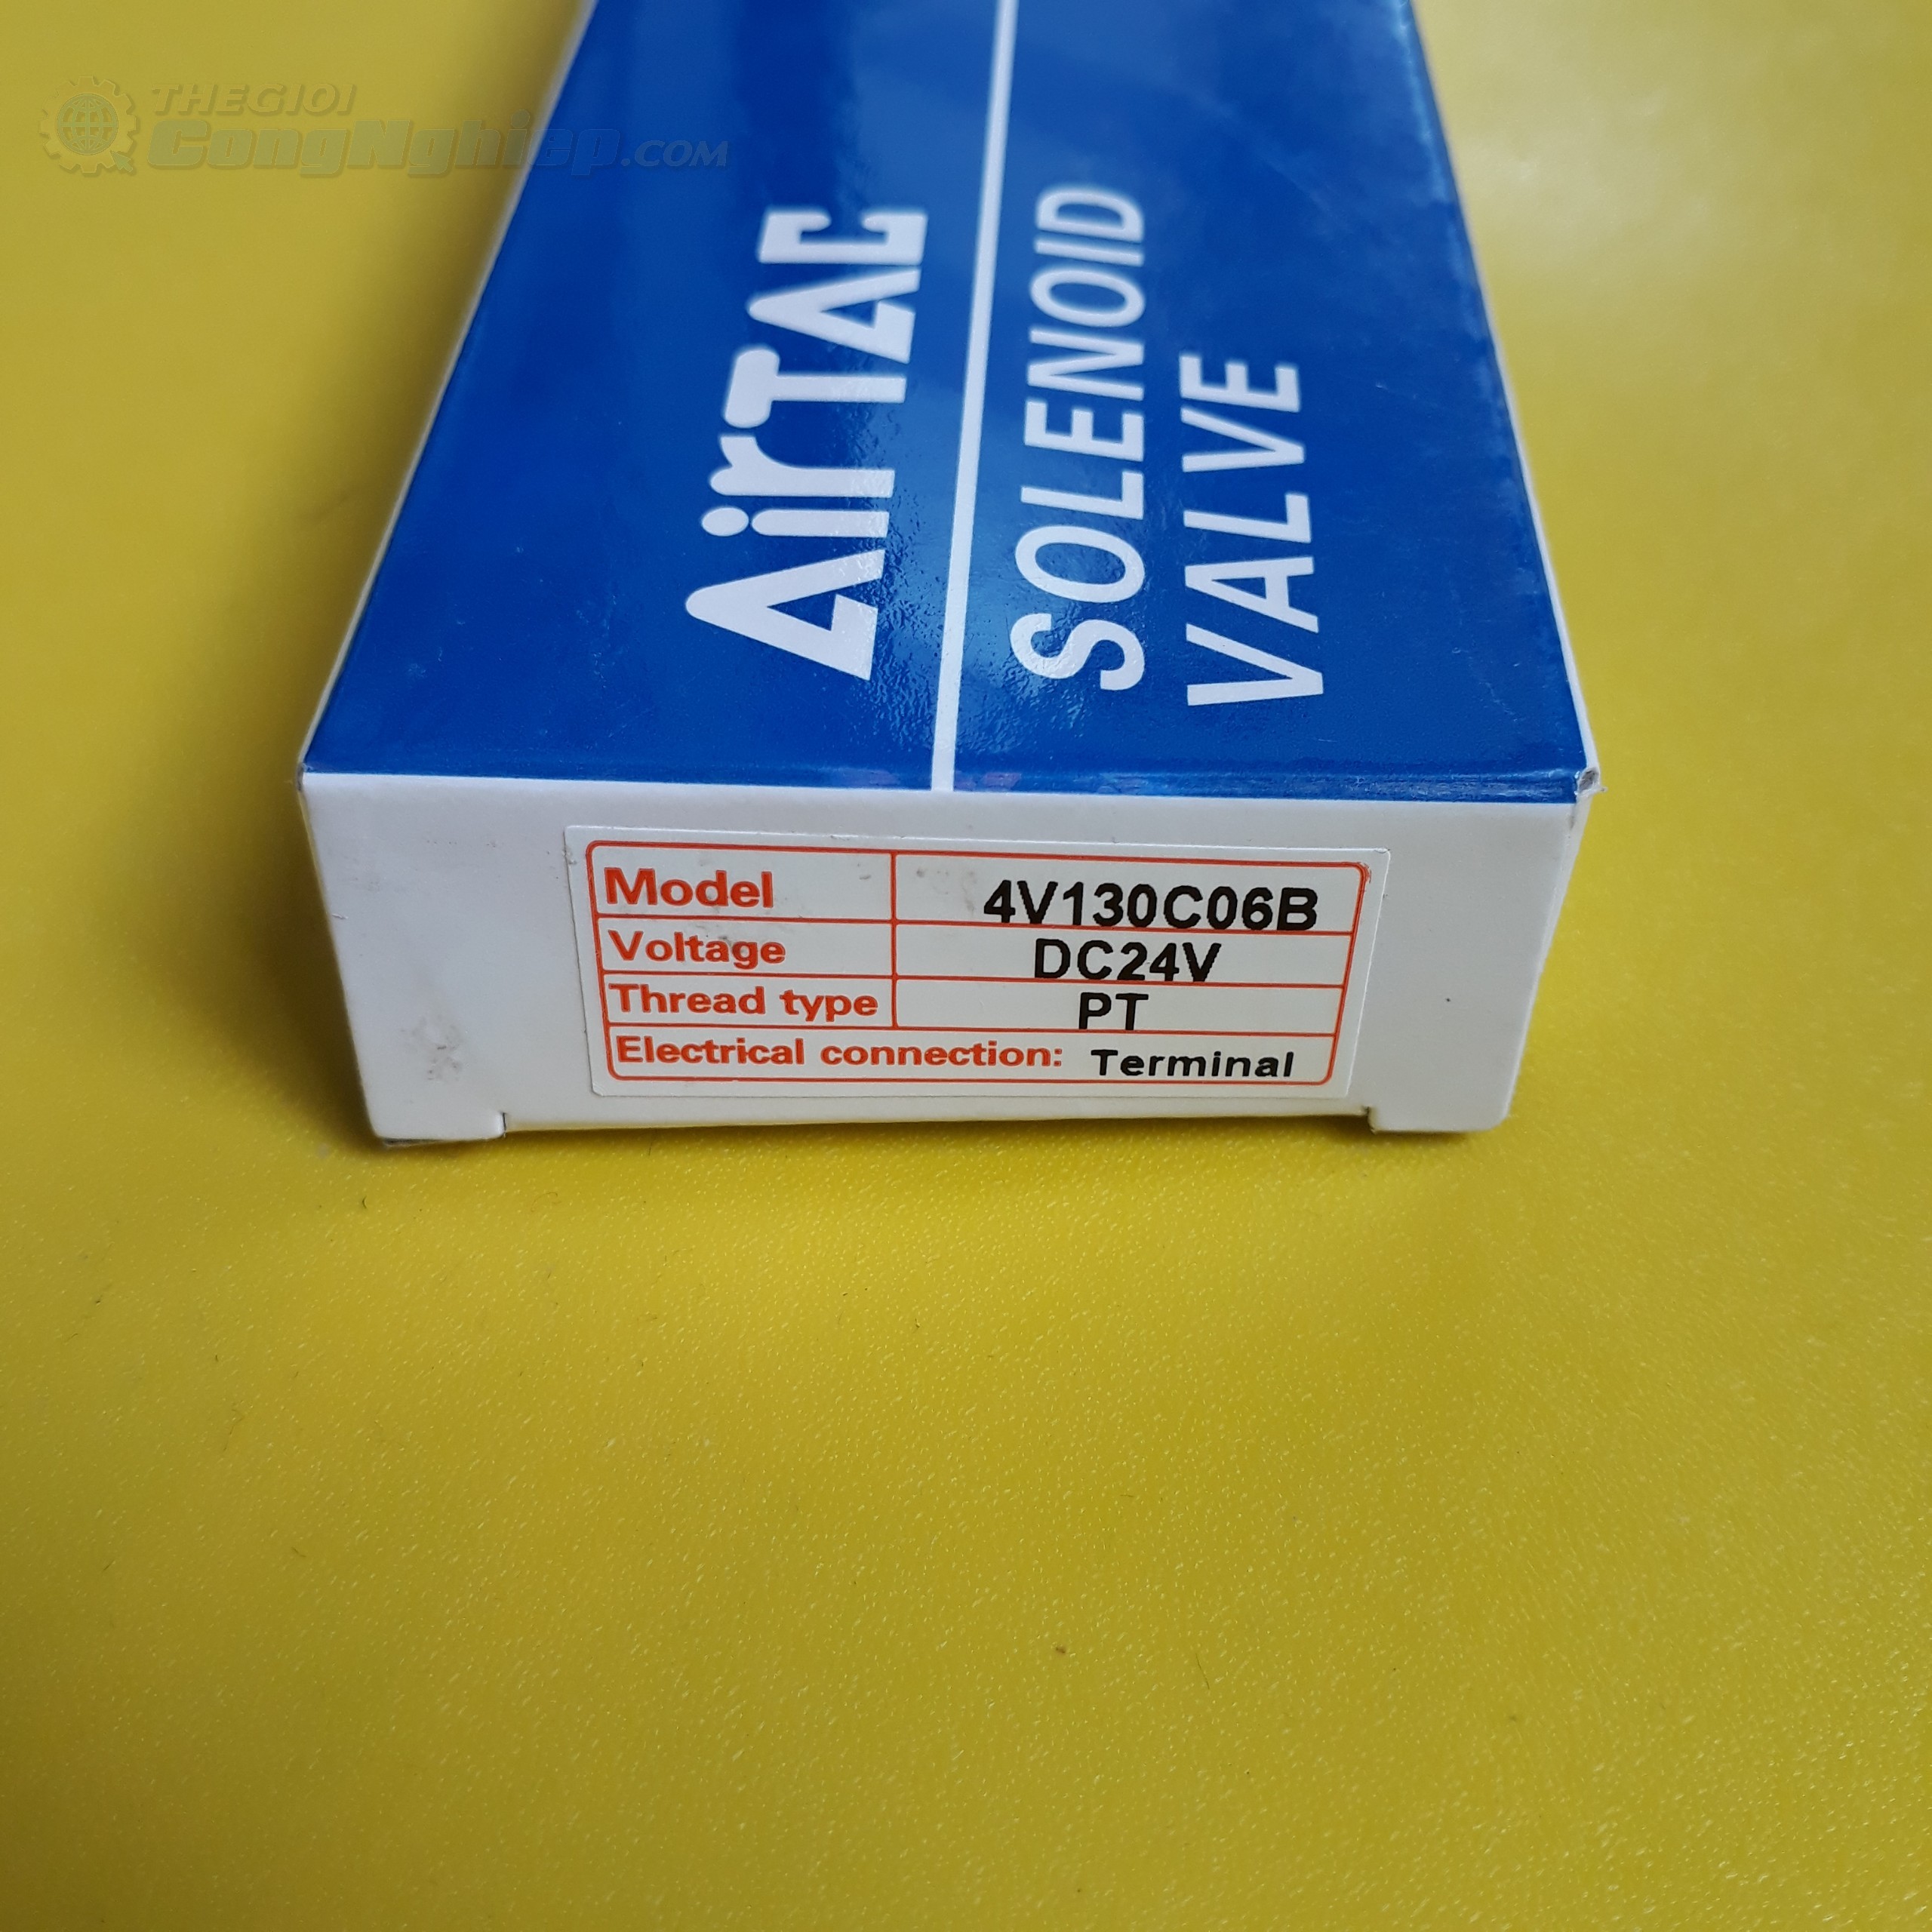 THEGIOI
CongNghiep.COM
AirTAC
SOLENOID
VALVE
Model 4V130C06B
Voltage DC24V
Thread type PT
Electrical connection: Terminal